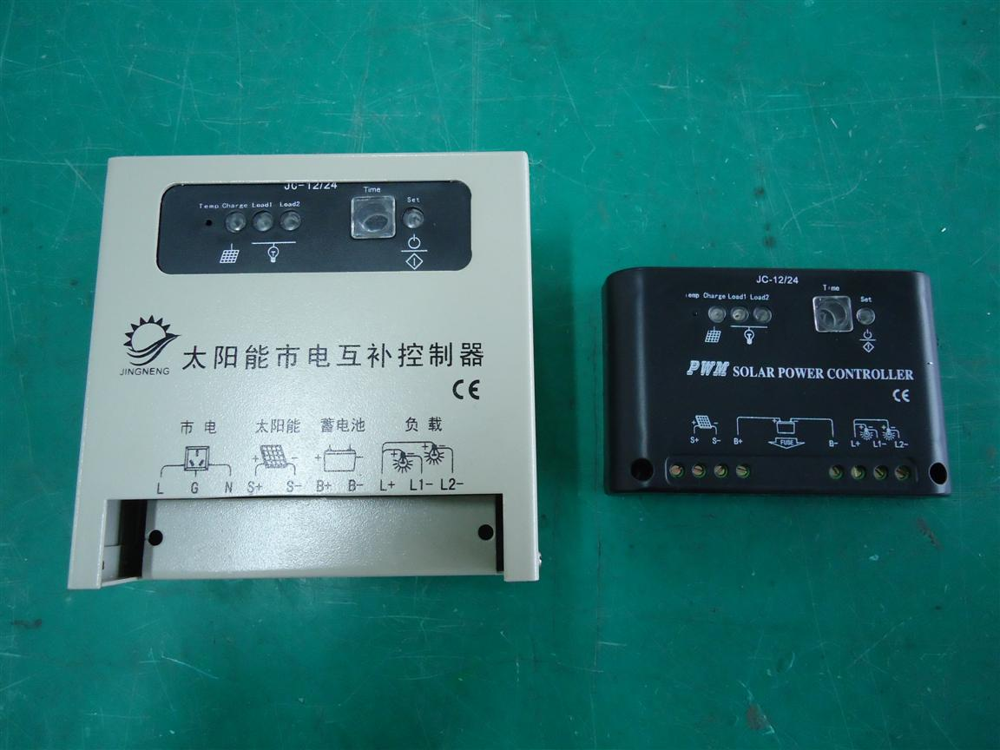 JC-12/24
Time
Temp Charge Load1 Load2
Set
JINGNENG
太阳能市电互补控制器
CE
市电 太阳能 蓄电池 负载
+ - + - + +
L G N S+ S- B+ B- L+ L1- L2-
JC-12/24
Time
emp Charge Load1 Load2
Set
PWM SOLAR POWER CONTROLLER
CE
+ - + - + +
S+ S- B+ FUSE B- L+ L1- L2-